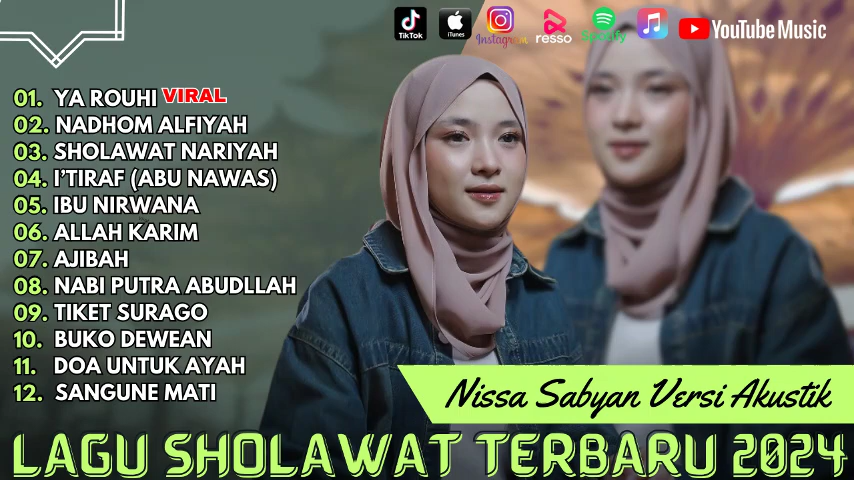 TikTok
iTunes
Instagram
resso
Spotify
YouTube Music
01. YA ROUHI VIRAL
02. NADHOM ALFIYAH
03. SHOLAWAT NARIYAH
04. I'TIRAF (ABU NAWAS)
05. IBU NIRWANA
06. ALLAH KARIM
07. AJIBAH
08. NABI PUTRA ABUDLLAH
09. TIKET SURAGO
10. BUKO DEWEAN
11. DOA UNTUK AYAH
12. SANGUNE MATI
Nissa Sabyan Versi Akustik
LAGU SHOLAWAT TERBARU 2024